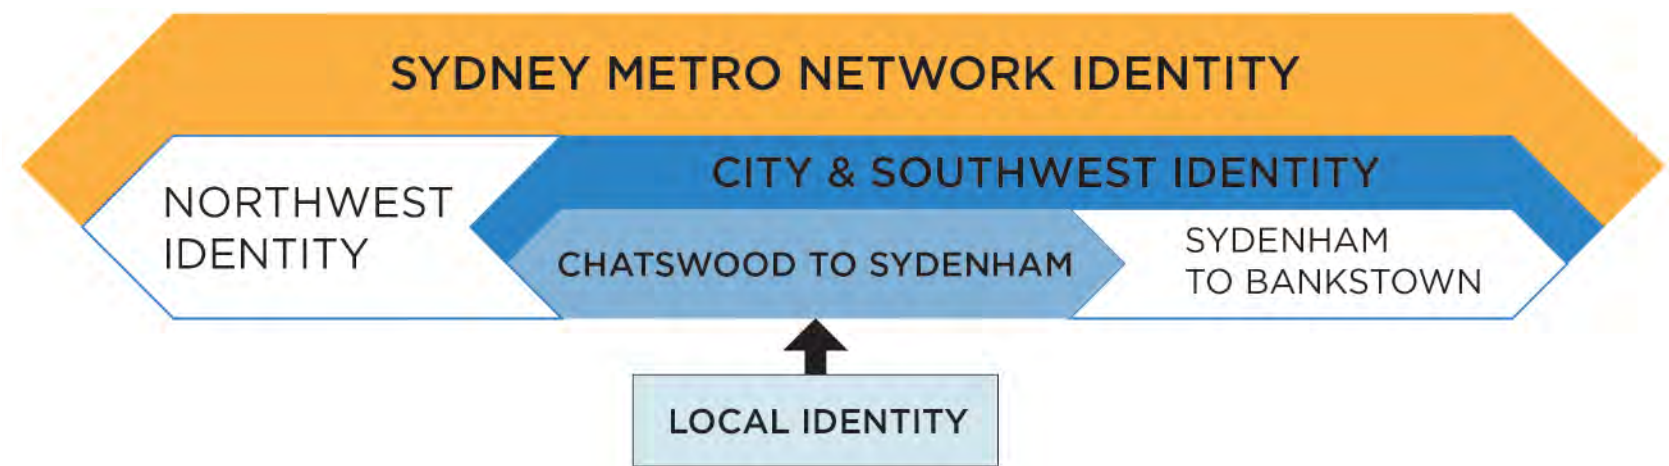 SYDNEY METRO NETWORK IDENTITY
CITY & SOUTHWEST IDENTITY
NORTHWEST
IDENTITY
CHATSWOOD TO SYDENHAM
SYDENHAM
TO BANKSTOWN
LOCAL IDENTITY